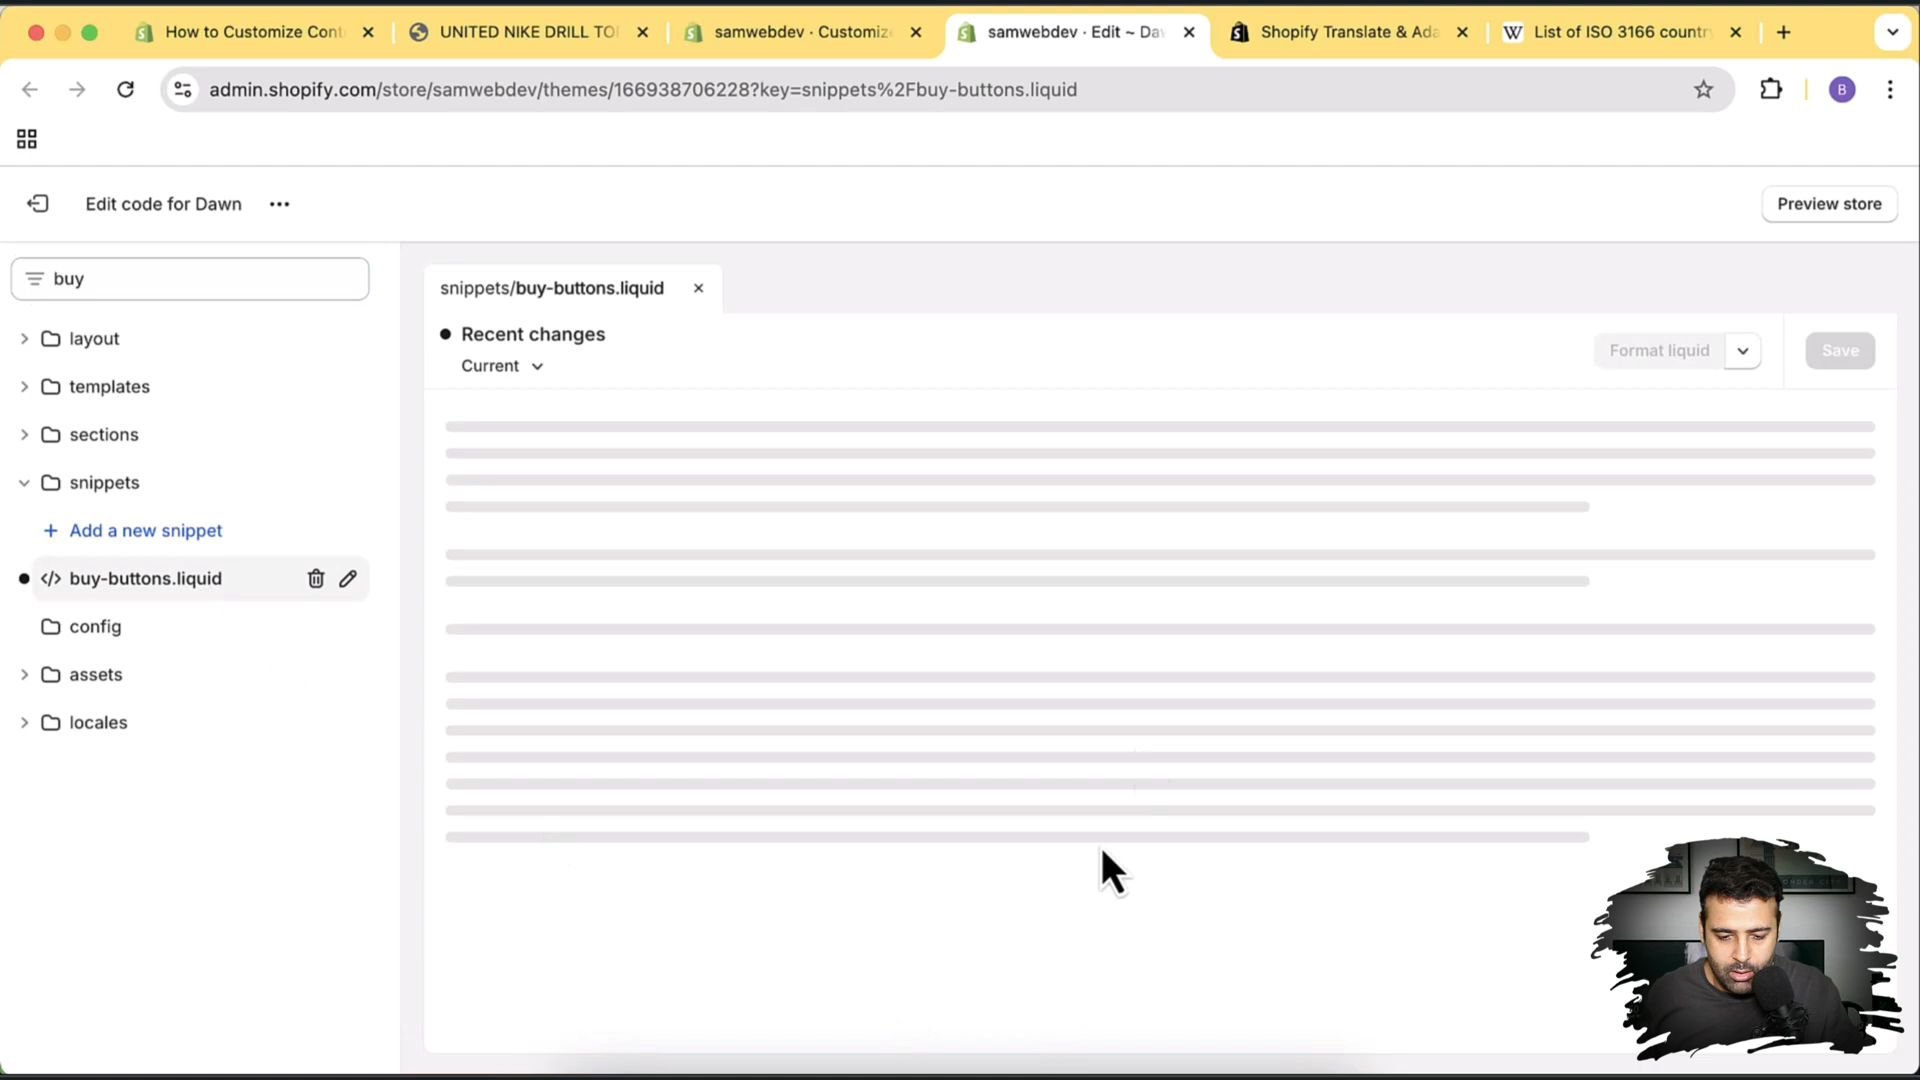 How to Customize Cont
UNITED NIKE DRILL TO
samwebdev · Customize
samwebdev · Edit ~ Da
Shopify Translate & Ada
W List of ISO 3166 countr
admin.shopify.com/store/samwebdev/themes/166938706228?key=snippets%2Fbuy-buttons.liquid
B
Edit code for Dawn
Preview store
buy
layout
templates
sections
snippets
+ Add a new snippet
</> buy-buttons.liquid
config
assets
locales
snippets/buy-buttons.liquid
Recent changes
Current
Format liquid
Save